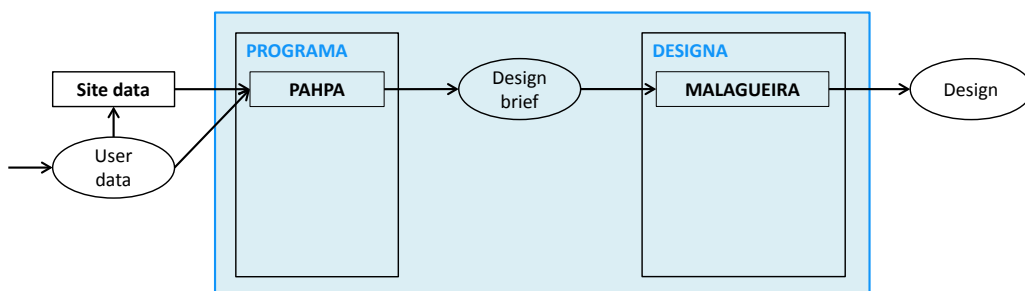 PROGRAMA
DESIGNA
Site data
PAHPA
Design
brief
MALAGUEIRA
Design
User
data